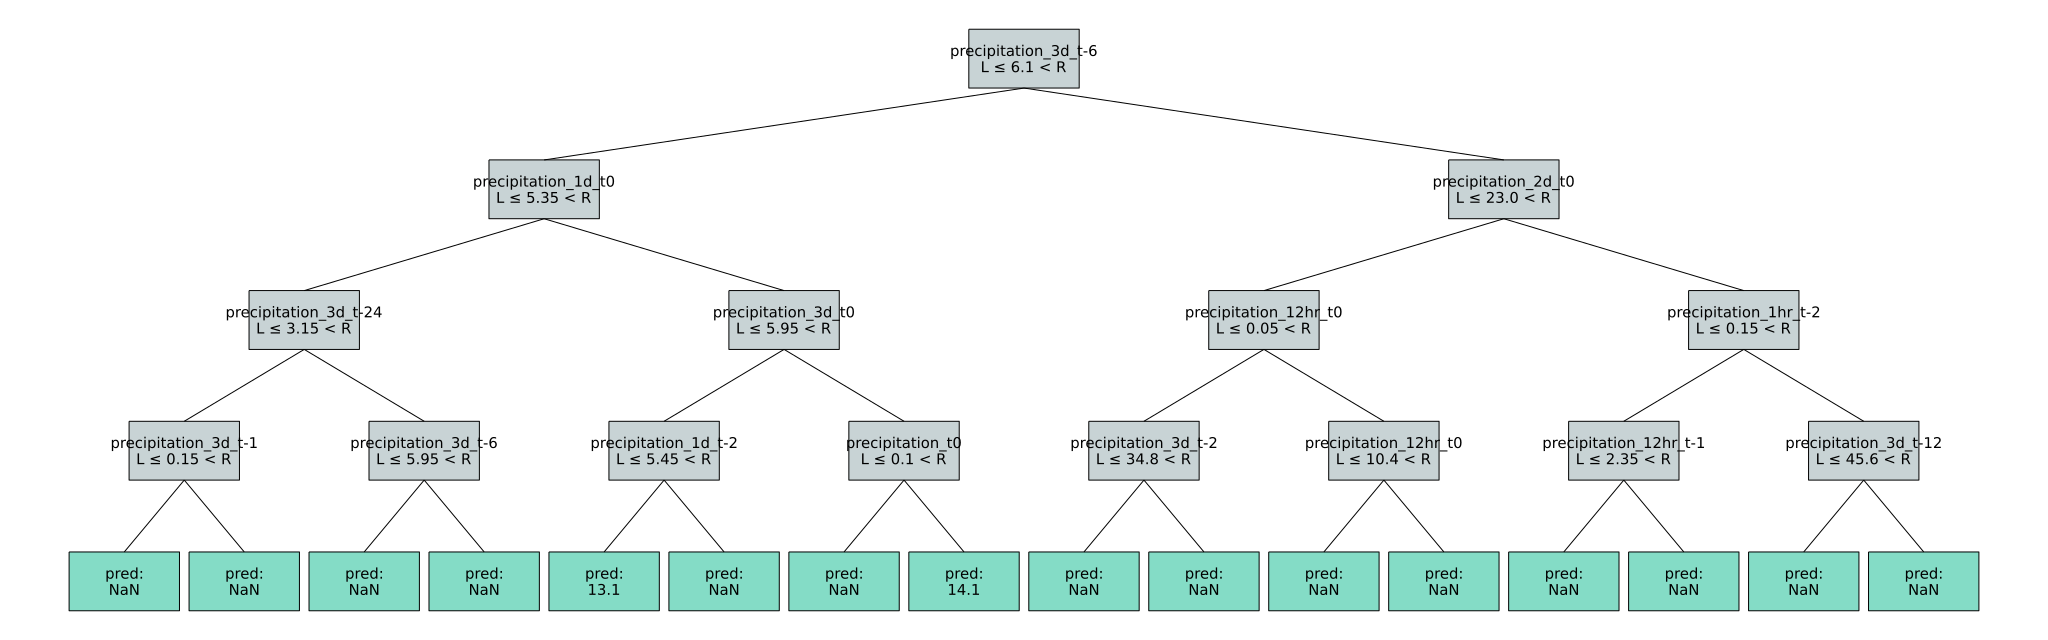 precipitation_3d_t-6
L ≤ 6.1 < R
precipitation_1d_t0
L ≤ 5.35 < R
precipitation_2d_t0
L ≤ 23.0 < R
precipitation_3d_t-24
L ≤ 3.15 < R
precipitation_3d_t0
L ≤ 5.95 < R
precipitation_12hr_t0
L ≤ 0.05 < R
precipitation_1hr_t-2
L ≤ 0.15 < R
precipitation_3d_t-1
L ≤ 0.15 < R
precipitation_3d_t-6
L ≤ 5.95 < R
precipitation_1d_t-2
L ≤ 5.45 < R
precipitation_t0
L ≤ 0.1 < R
precipitation_3d_t-2
L ≤ 34.8 < R
precipitation_12hr_t0
L ≤ 10.4 < R
precipitation_12hr_t-1
L ≤ 2.35 < R
precipitation_3d_t-12
L ≤ 45.6 < R
pred:
NaN
pred:
NaN
pred:
NaN
pred:
NaN
pred:
13.1
pred:
NaN
pred:
NaN
pred:
14.1
pred:
NaN
pred:
NaN
pred:
NaN
pred:
NaN
pred:
NaN
pred:
NaN
pred:
NaN
pred:
NaN